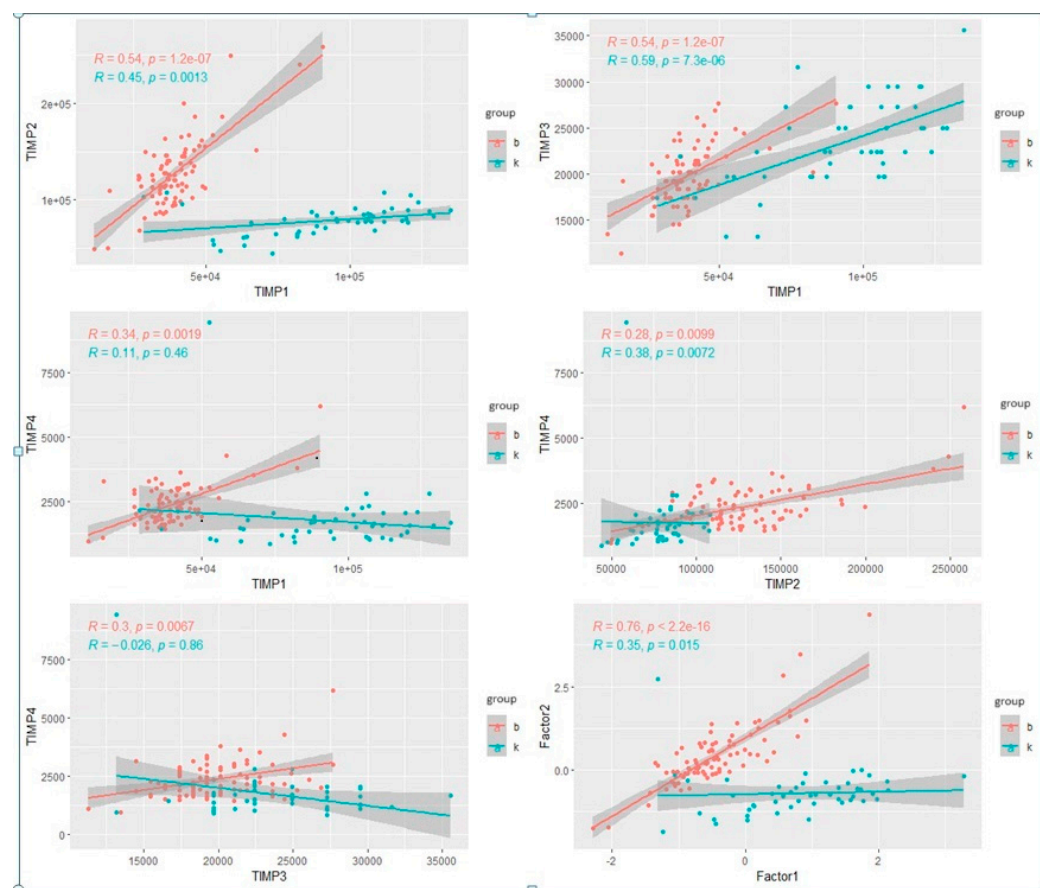 R = 0.54, p = 1.2e-07
R = 0.45, p = 0.0013
2e+05
1e+05
TIMP2
5e+04 1e+05
TIMP1
group
b
k
R = 0.54, p = 1.2e-07
R = 0.59, p = 7.3e-06
35000
30000
25000
20000
15000
TIMP3
5e+04 1e+05
TIMP1
group
b
k
R = 0.34, p = 0.0019
R = 0.11, p = 0.46
7500
5000
2500
TIMP4
5e+04 1e+05
TIMP1
group
b
k
R = 0.28, p = 0.0099
R = 0.38, p = 0.0072
7500
5000
2500
TIMP4
50000 100000 150000 200000 250000
TIMP2
group
b
k
R = 0.3, p = 0.0067
R = −0.026, p = 0.86
7500
5000
2500
0
TIMP4
15000 20000 25000 30000 35000
TIMP3
group
b
k
R = 0.76, p < 2.2e-16
R = 0.35, p = 0.015
2.5
0.0
Factor2
-2 0 2
Factor1
group
b
k